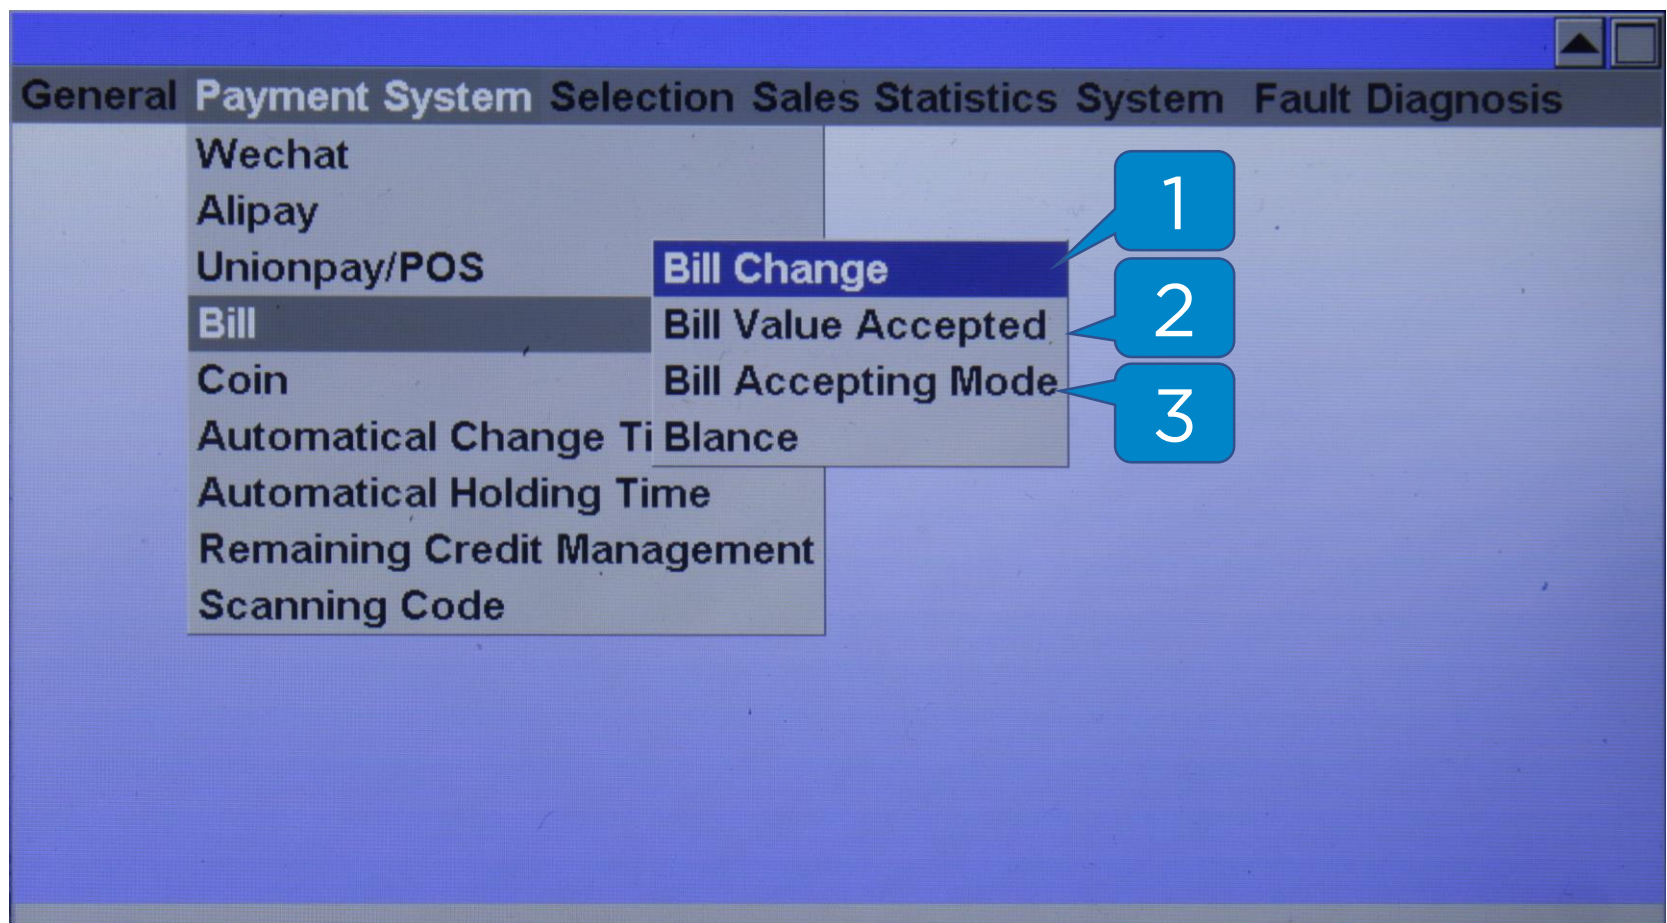 General Payment System Selection Sales Statistics System Fault Diagnosis
Wechat
Alipay
Unionpay/POS
Bill
Coin
Automatical Change Ti
Automatical Holding Time
Remaining Credit Management
Scanning Code
Bill Change
Bill Value Accepted
Bill Accepting Mode
Blance
1
2
3